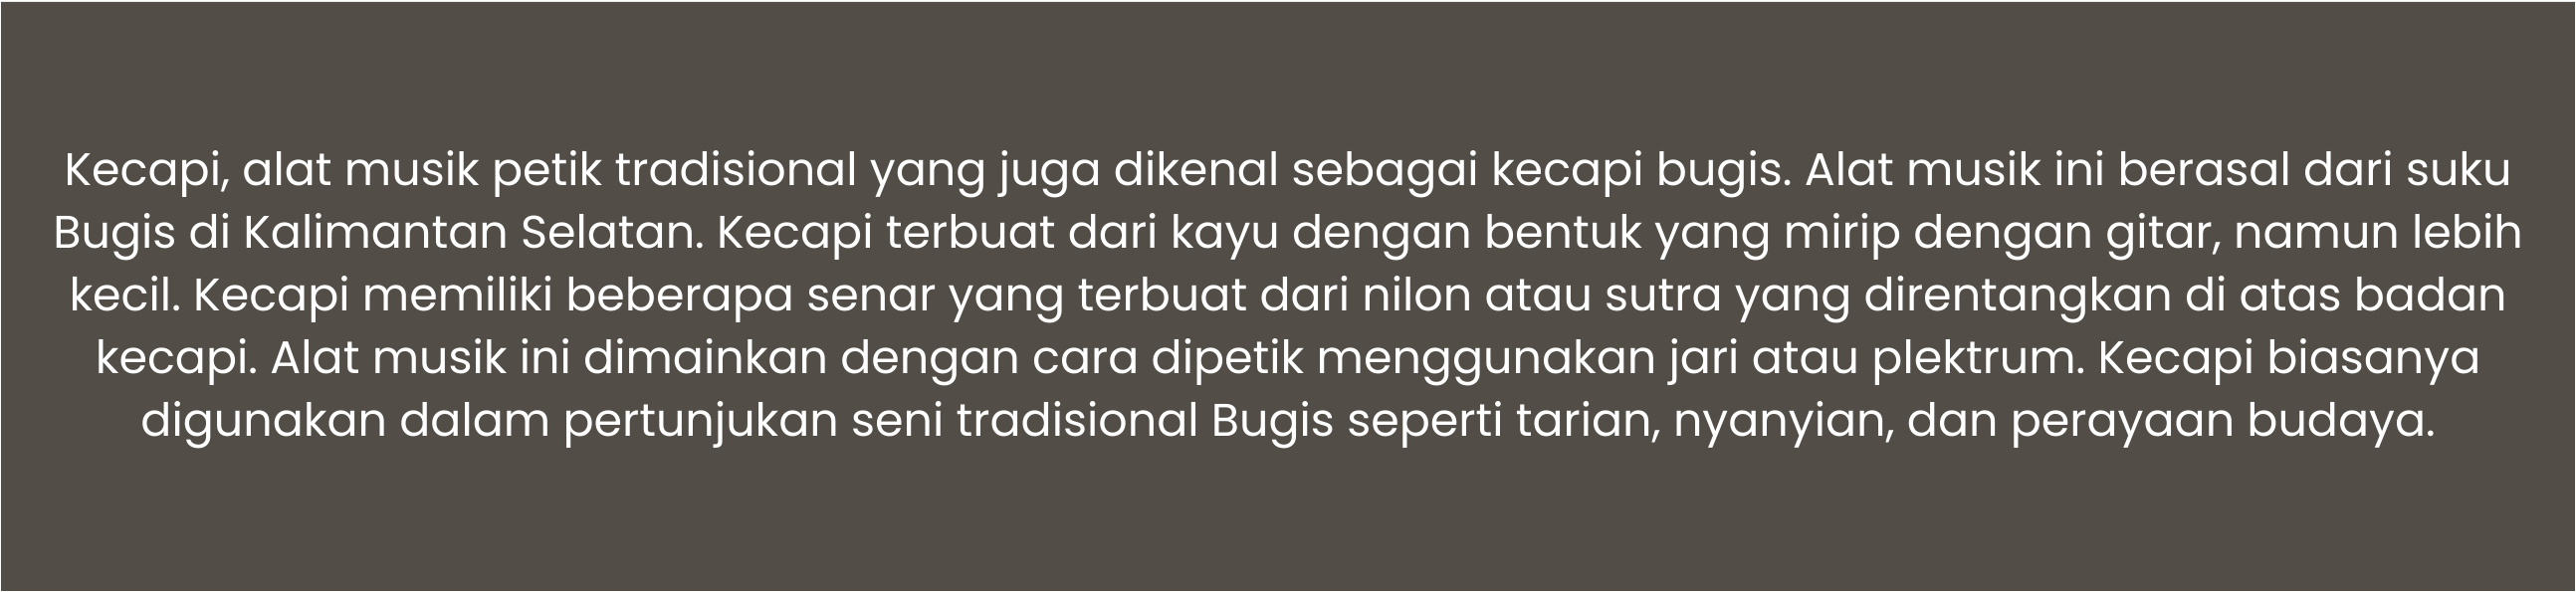 Kecapi, alat musik petik tradisional yang juga dikenal sebagai kecapi bugis. Alat musik ini berasal dari suku
Bugis di Kalimantan Selatan. Kecapi terbuat dari kayu dengan bentuk yang mirip dengan gitar, namun lebih
kecil. Kecapi memiliki beberapa senar yang terbuat dari nilon atau sutra yang direntangkan di atas badan
kecapi. Alat musik ini dimainkan dengan cara dipetik menggunakan jari atau plektrum. Kecapi biasanya
digunakan dalam pertunjukan seni tradisional Bugis seperti tarian, nyanyian, dan perayaan budaya.